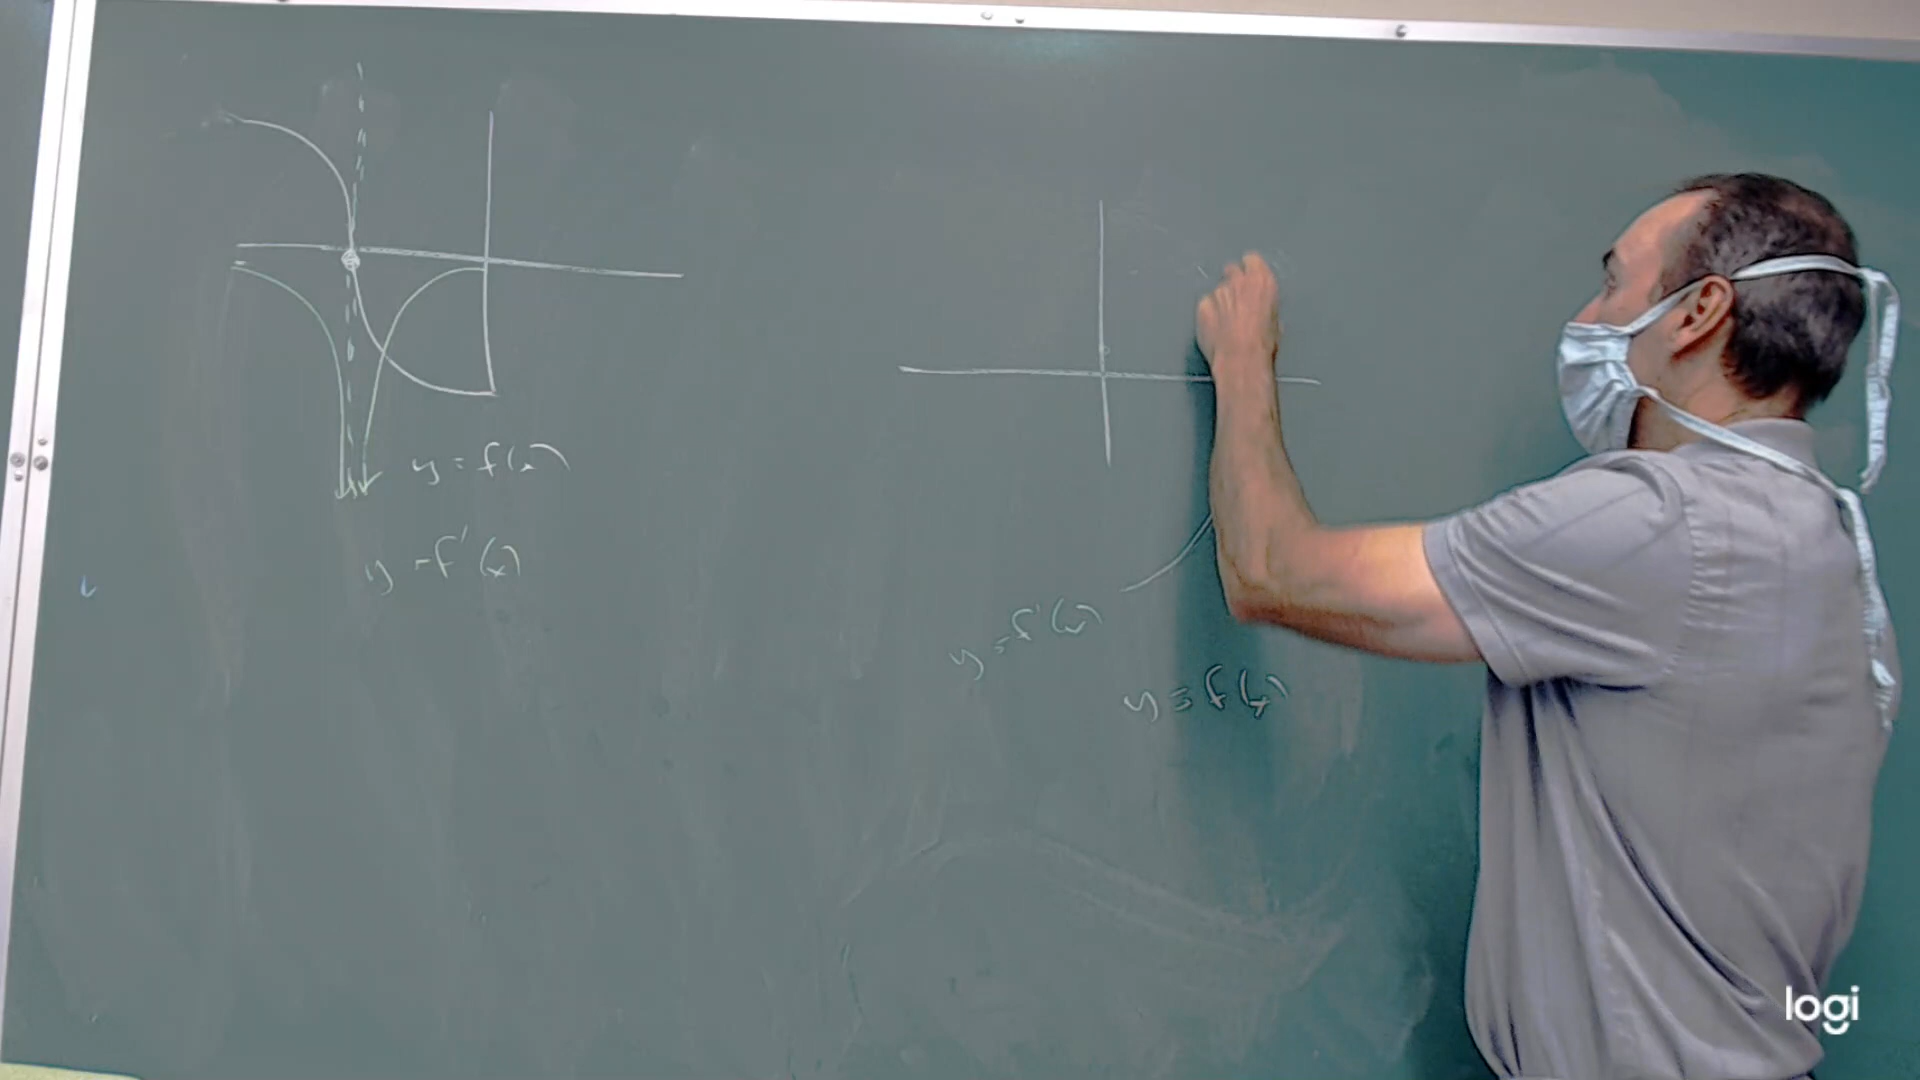 y = f(x)
y = f'(x)
y = f'(x)
y = f(x)
logi